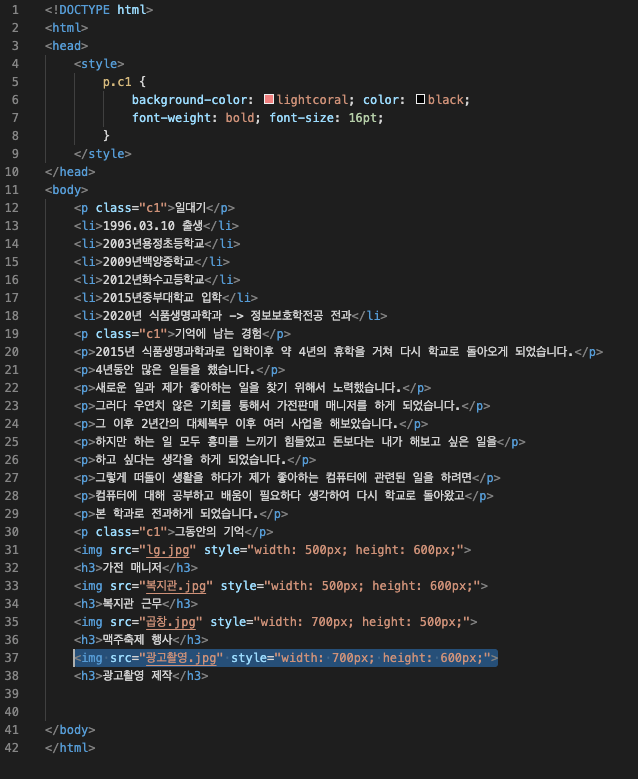 1 <!DOCTYPE html>
2 <html>
3 <head>
4 <style>
5 p.c1 {
6 background-color: lightcoral; color: black;
7 font-weight: bold; font-size: 16pt;
8 }
9 </style>
10 </head>
11 <body>
12 <p class="c1">일대기</p>
13 <li>1996.03.10 출생</li>
14 <li>2003년용정초등학교</li>
15 <li>2009년백양중학교</li>
16 <li>2012년화수고등학교</li>
17 <li>2015년중부대학교 입학</li>
18 <li>2020년 식품생명과학과 -> 정보보호학전공 전과</li>
19 <p class="c1">기억에 남는 경험</p>
20 <p>2015년 식품생명과학과로 입학이후 약 4년의 휴학을 거쳐 다시 학교로 돌아오게 되었습니다.</p>
21 <p>4년동안 많은 일들을 했습니다.</p>
22 <p>새로운 일과 제가 좋아하는 일을 찾기 위해서 노력했습니다.</p>
23 <p>그러다 우연치 않은 기회를 통해서 가전판매 매니저를 하게 되었습니다.</p>
24 <p>그 이후 2년간의 대체복무 이후 여러 사업을 해보았습니다.</p>
25 <p>하지만 하는 일 모두 흥미를 느끼기 힘들었고 돈보다는 내가 해보고 싶은 일을</p>
26 <p>하고 싶다는 생각을 하게 되었습니다.</p>
27 <p>그렇게 떠돌이 생활을 하다가 제가 좋아하는 컴퓨터에 관련된 일을 하려면</p>
28 <p>컴퓨터에 대해 공부하고 배움이 필요하다 생각하여 다시 학교로 돌아왔고</p>
29 <p>본 학과로 전과하게 되었습니다.</p>
30 <p class="c1">그동안의 기억</p>
31 <img src="lg.jpg" style="width: 500px; height: 600px;">
32 <h3>가전 매니저</h3>
33 <img src="복지관.jpg" style="width: 500px; height: 600px;">
34 <h3>복지관 근무</h3>
35 <img src="곱창.jpg" style="width: 700px; height: 500px;">
36 <h3>맥주축제 행사</h3>
37 <img src="광고촬영.jpg" style="width: 700px; height: 600px;">
38 <h3>광고촬영 제작</h3>
39
40
41 </body>
42 </html>